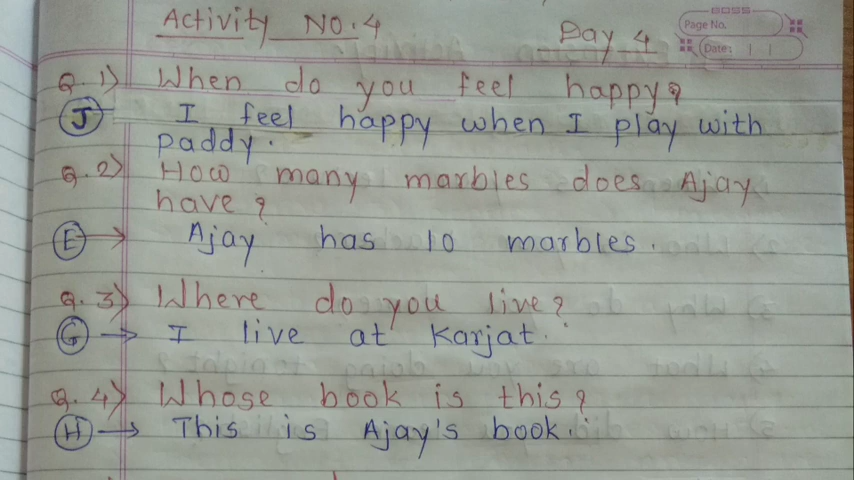 Activity No.4
Page No.
Day 4
Date:
Q.1) When do you feel happy?
J → I feel happy when I play with
paddy.
Q.2) How many marbles does Ajay
have?
E → Ajay has 10 marbles.
Q.3) Where do you live?
G → I live at Karjat.
Q.4) Whose book is this?
H → This is Ajay's book.